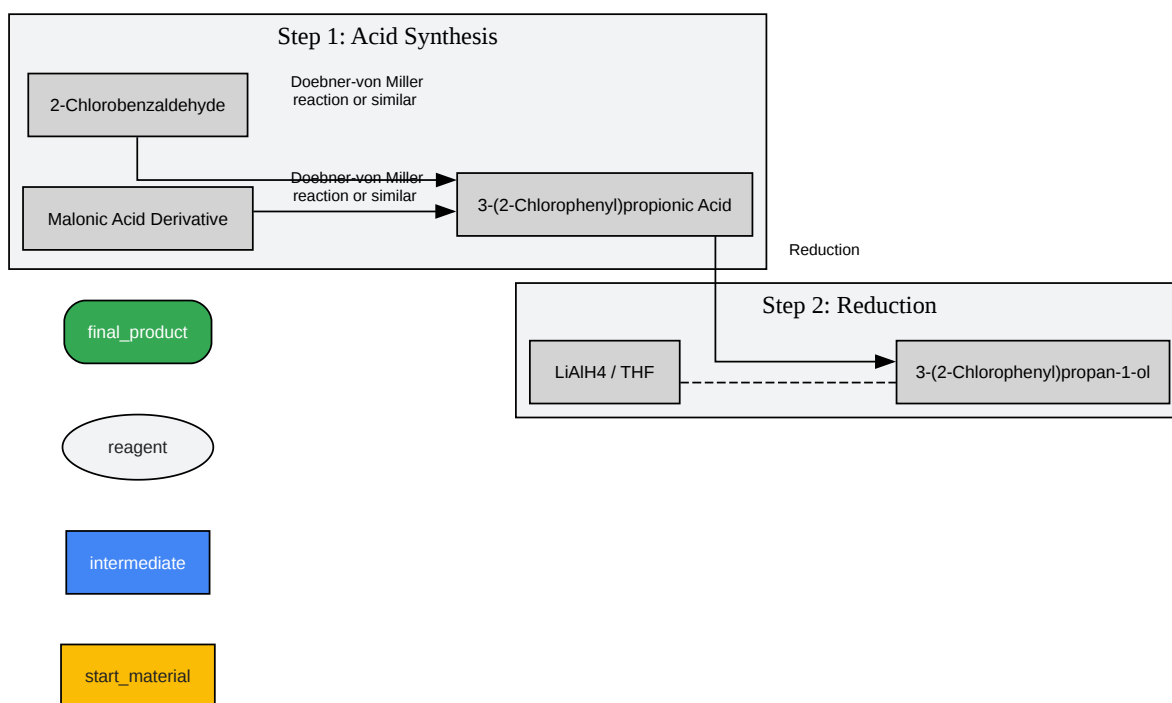 Step 1: Acid Synthesis
2-Chlorobenzaldehyde
Doebner-von Miller
reaction or similar
Doebner-von Miller
reaction or similar
Malonic Acid Derivative
3-(2-Chlorophenyl)propionic Acid
Reduction
Step 2: Reduction
LiAlH4 / THF
3-(2-Chlorophenyl)propan-1-ol
final_product
reagent
intermediate
start_material